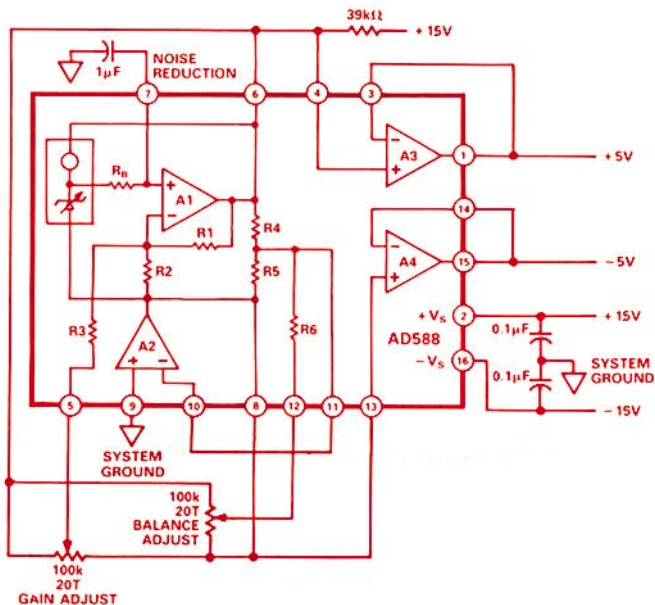 39kΩ
+ 15V
1μF
NOISE
REDUCTION
7
6
4
3
RB
+
A1
−
R1
R4
R2
R5
R3
R6
A2
+
−
−
A3
+
1
+ 5V
14
−
A4
+
15
− 5V
+ VS
2
+ 15V
AD588
0.1μF
− VS
16
0.1μF
SYSTEM
GROUND
− 15V
5
9
10
8
12
11
13
SYSTEM
GROUND
100k
20T
BALANCE
ADJUST
100k
20T
GAIN ADJUST